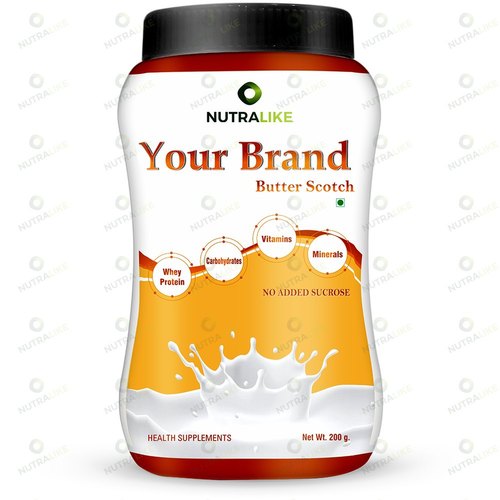 NUTRALIKE
Your Brand
Butter Scotch
Whey
Protein
Carbohydrates
Vitamins
Minerals
NO ADDED SUCROSE
HEALTH SUPPLEMENTS
Net Wt. 200 g.